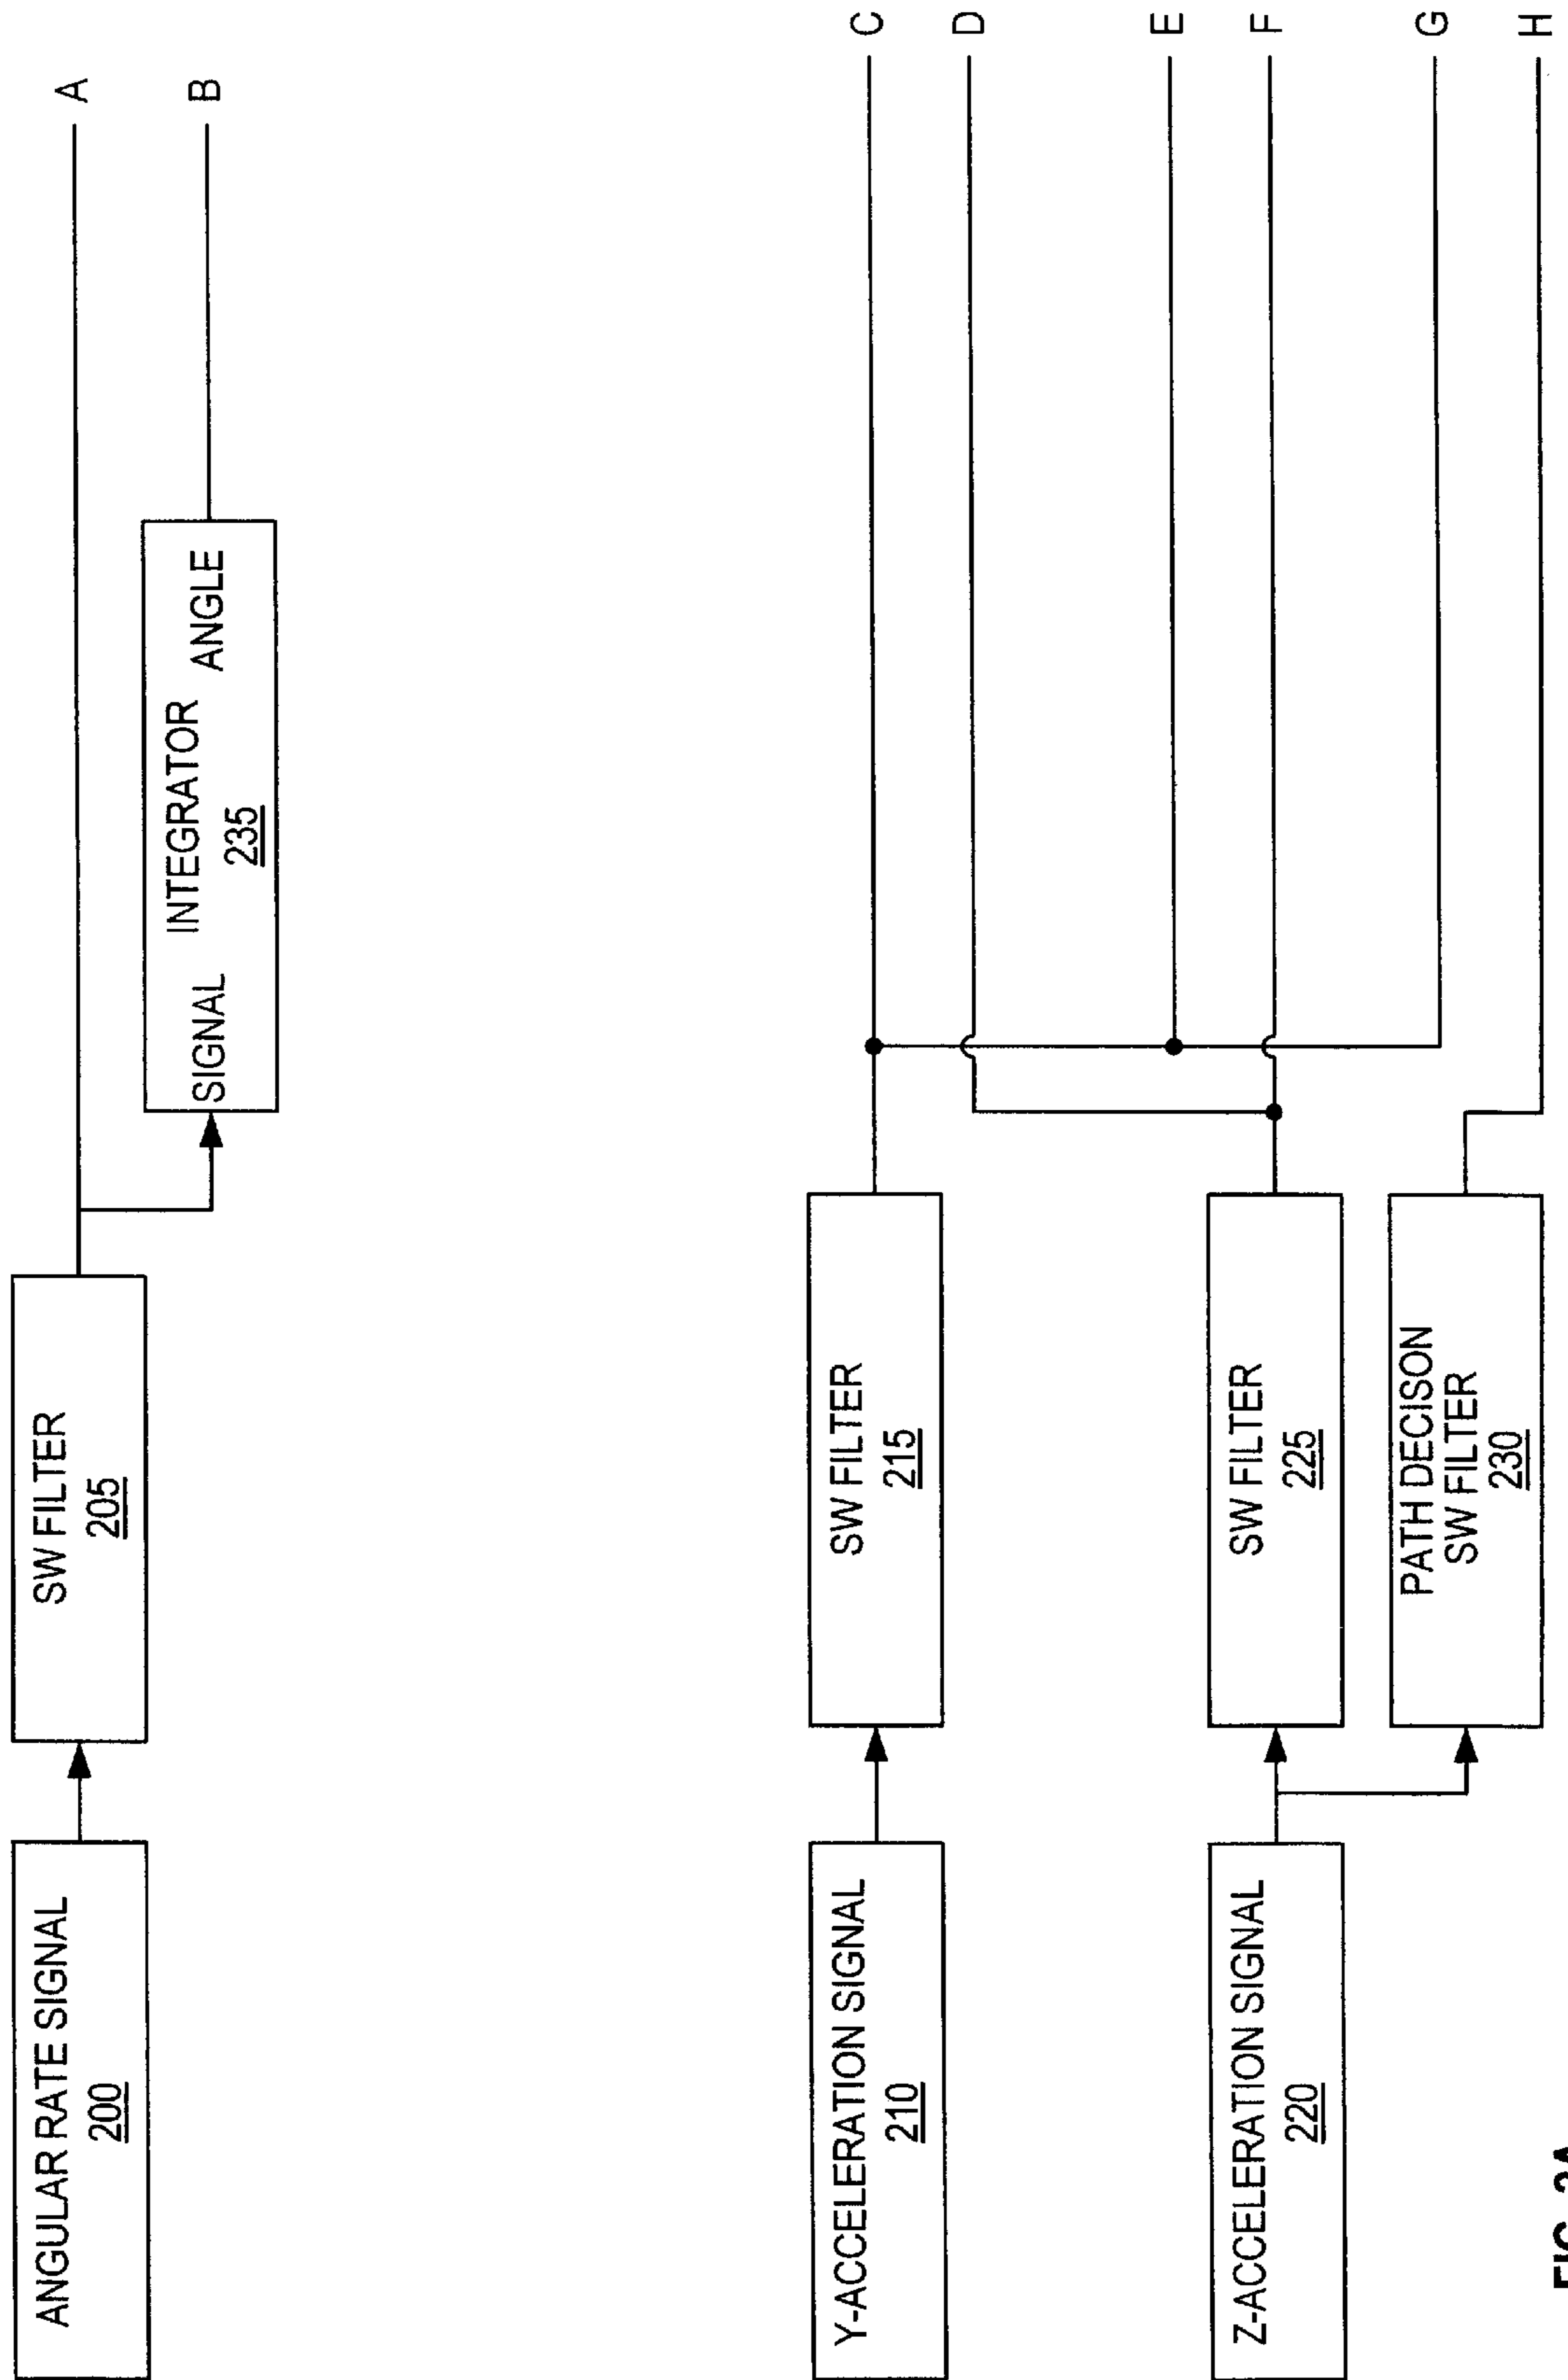 ANGULAR RATE SIGNAL
200
SW FILTER
205
SIGNAL INTEGRATOR ANGLE
235
A
B
Y-ACCELERATION SIGNAL
210
SW FILTER
215
C
D
Z-ACCELERATION SIGNAL
220
SW FILTER
225
E
F
PATH DECISON
SW FILTER
230
G
H